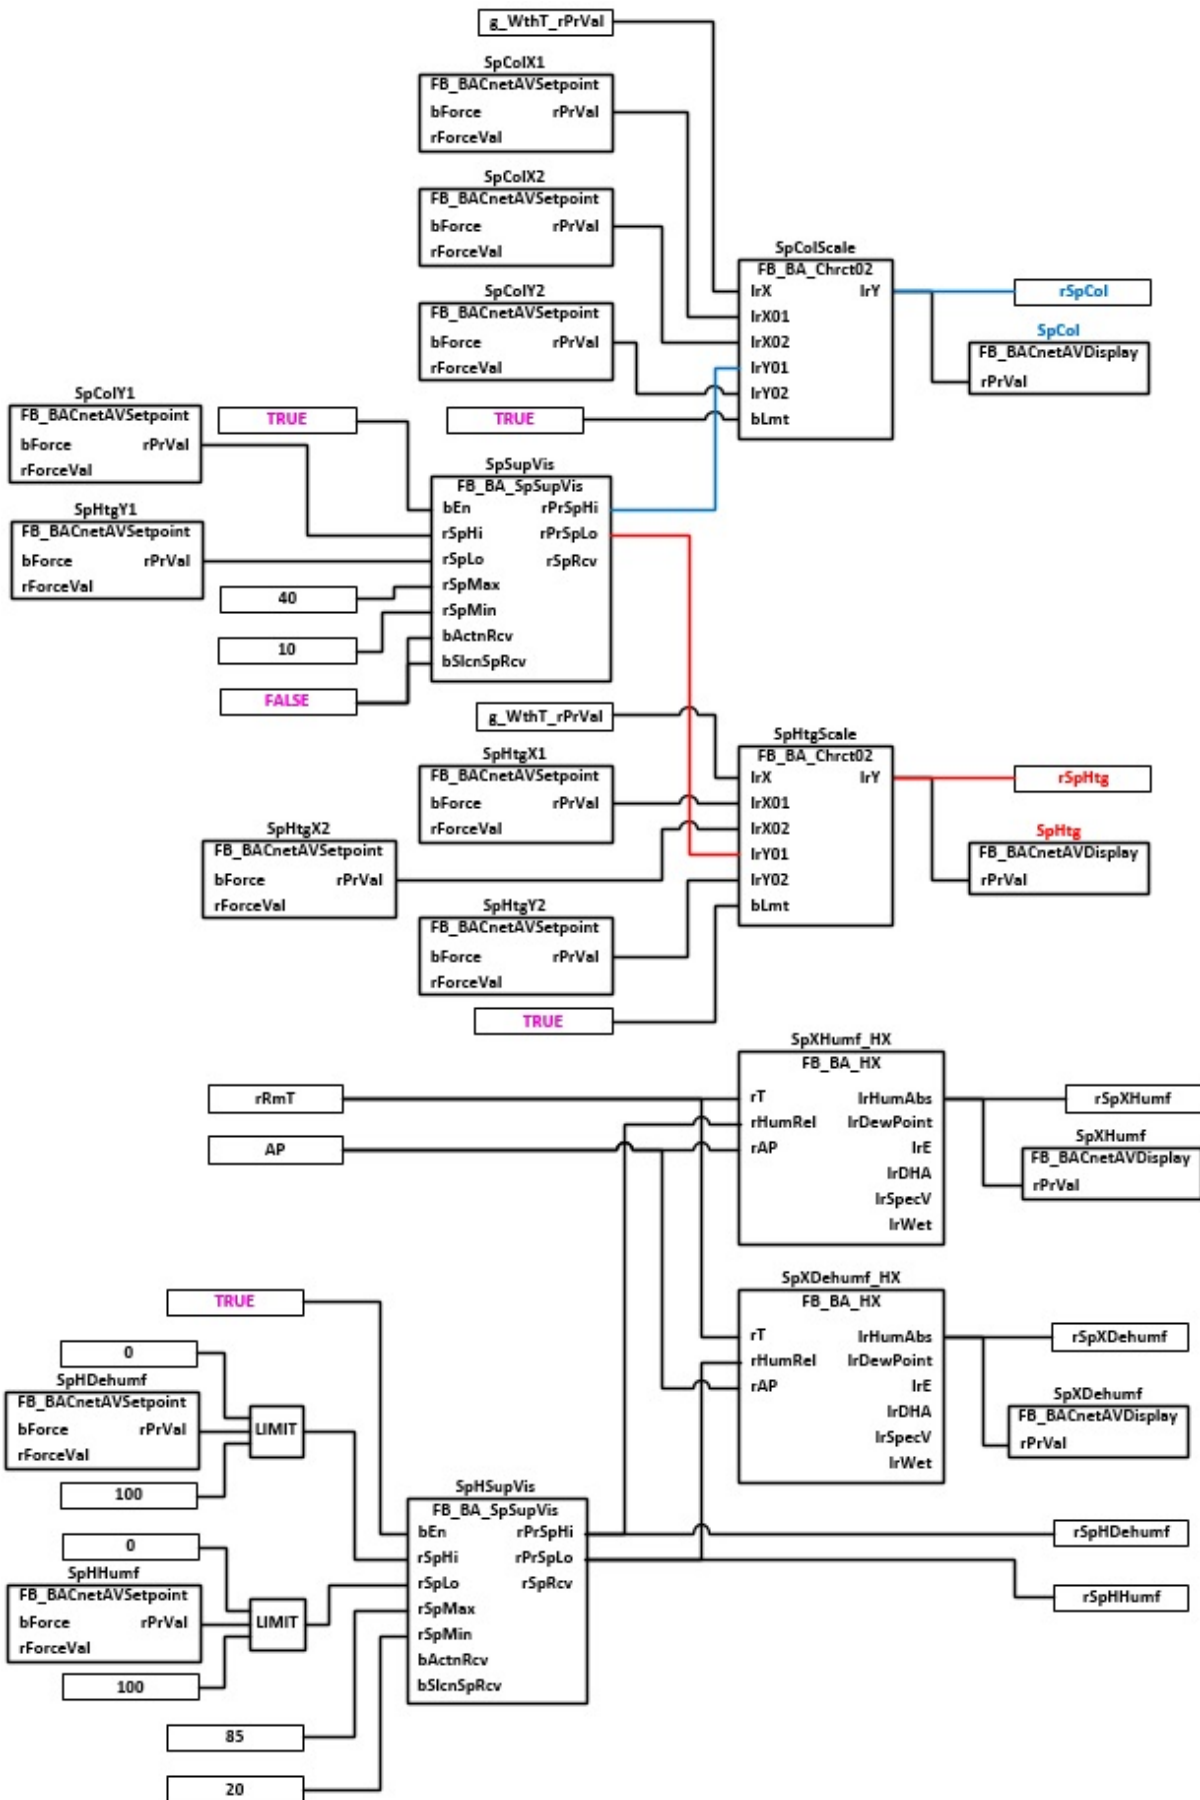 g_WthT_rPrVal
SpColX1
FB_BACnetAVSetpoint
bForce rPrVal
rForceVal
SpColX2
FB_BACnetAVSetpoint
bForce rPrVal
rForceVal
SpColY2
FB_BACnetAVSetpoint
bForce rPrVal
rForceVal
SpColScale
FB_BA_Chrct02
lrX lrY
lrX01
lrX02
lrY01
lrY02
bLmt
rSpCol
SpCol
FB_BACnetAVDisplay
rPrVal
SpColY1
FB_BACnetAVSetpoint
bForce rPrVal
rForceVal
TRUE
TRUE
SpHtgY1
FB_BACnetAVSetpoint
bForce rPrVal
rForceVal
40
10
FALSE
SpSupVis
FB_BA_SpSupVis
bEn rPrSpHi
rSpHi rPrSpLo
rSpLo rSpRcv
rSpMax
rSpMin
bActnRcv
bSlcnSpRcv
g_WthT_rPrVal
SpHtgX1
FB_BACnetAVSetpoint
bForce rPrVal
rForceVal
SpHtgX2
FB_BACnetAVSetpoint
bForce rPrVal
rForceVal
SpHtgY2
FB_BACnetAVSetpoint
bForce rPrVal
rForceVal
TRUE
SpHtgScale
FB_BA_Chrct02
lrX lrY
lrX01
lrX02
lrY01
lrY02
bLmt
rSpHtg
SpHtg
FB_BACnetAVDisplay
rPrVal
rRmT
AP
SpXHumf_HX
FB_BA_HX
rT lrHumAbs
rHumRel lrDewPoint
rAP lrE
lrDHA
lrSpecV
lrWet
rSpXHumf
SpXHumf
FB_BACnetAVDisplay
rPrVal
SpXDehumf_HX
FB_BA_HX
rT lrHumAbs
rHumRel lrDewPoint
rAP lrE
lrDHA
lrSpecV
lrWet
rSpXDehumf
SpXDehumf
FB_BACnetAVDisplay
rPrVal
TRUE
0
SpHDehumf
FB_BACnetAVSetpoint
bForce rPrVal
rForceVal
LIMIT
100
0
SpHHumf
FB_BACnetAVSetpoint
bForce rPrVal
rForceVal
LIMIT
100
85
20
SpHSupVis
FB_BA_SpSupVis
bEn rPrSpHi
rSpHi rPrSpLo
rSpLo rSpRcv
rSpMax
rSpMin
bActnRcv
bSlcnSpRcv
rSpHDehumf
rSpHHumf